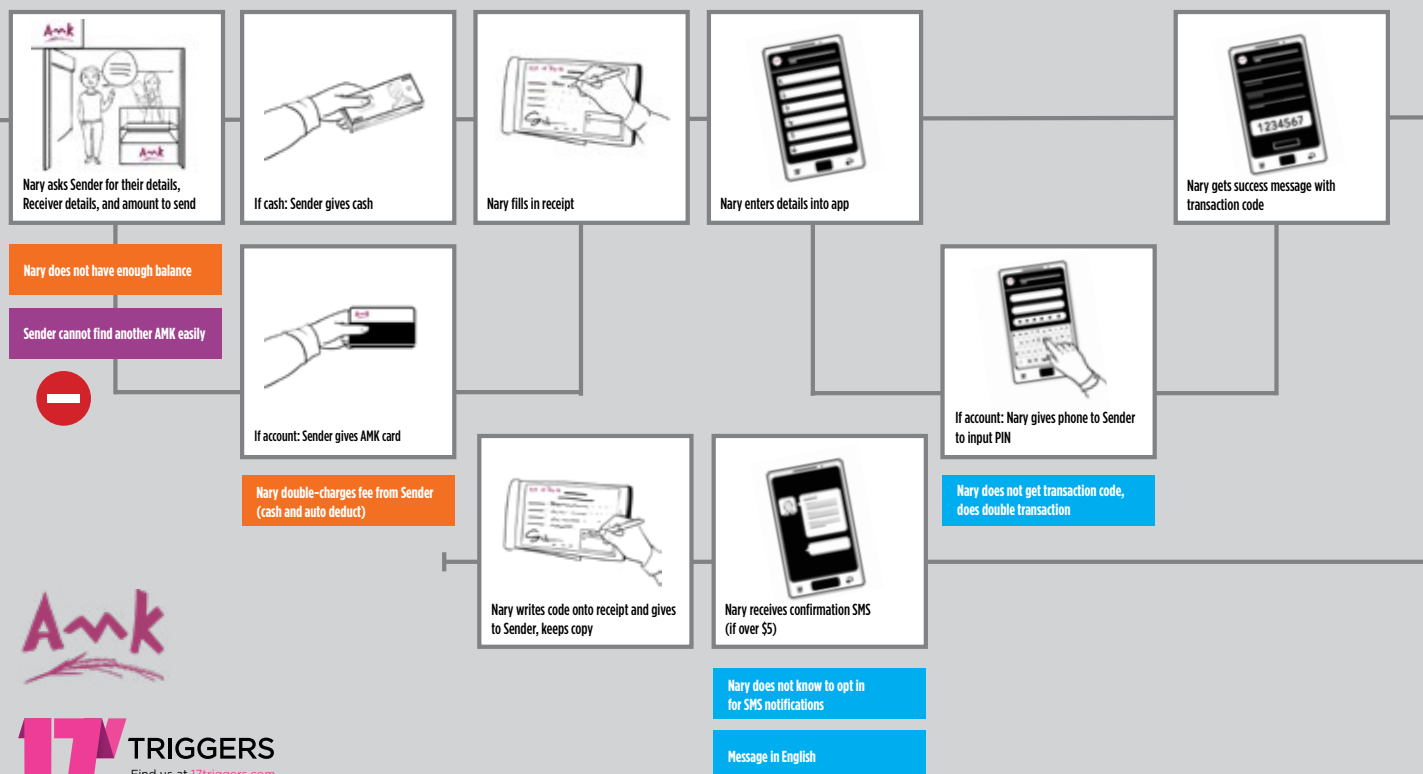 Amk
Amk
Nary asks Sender for their details,
Receiver details, and amount to send
If cash: Sender gives cash
Nary fills in receipt
Nary enters details into app
1234567
Nary gets success message with
transaction code
Nary does not have enough balance
Sender cannot find another AMK easily
If account: Sender gives AMK card
Nary double-charges fee from Sender
(cash and auto deduct)
If account: Nary gives phone to Sender
to input PIN
Nary does not get transaction code,
does double transaction
Nary writes code onto receipt and gives
to Sender, keeps copy
Nary receives confirmation SMS
(if over $5)
Nary does not know to opt in
for SMS notifications
Message in English
Amk
17 TRIGGERS
Find us at 17triggers.com